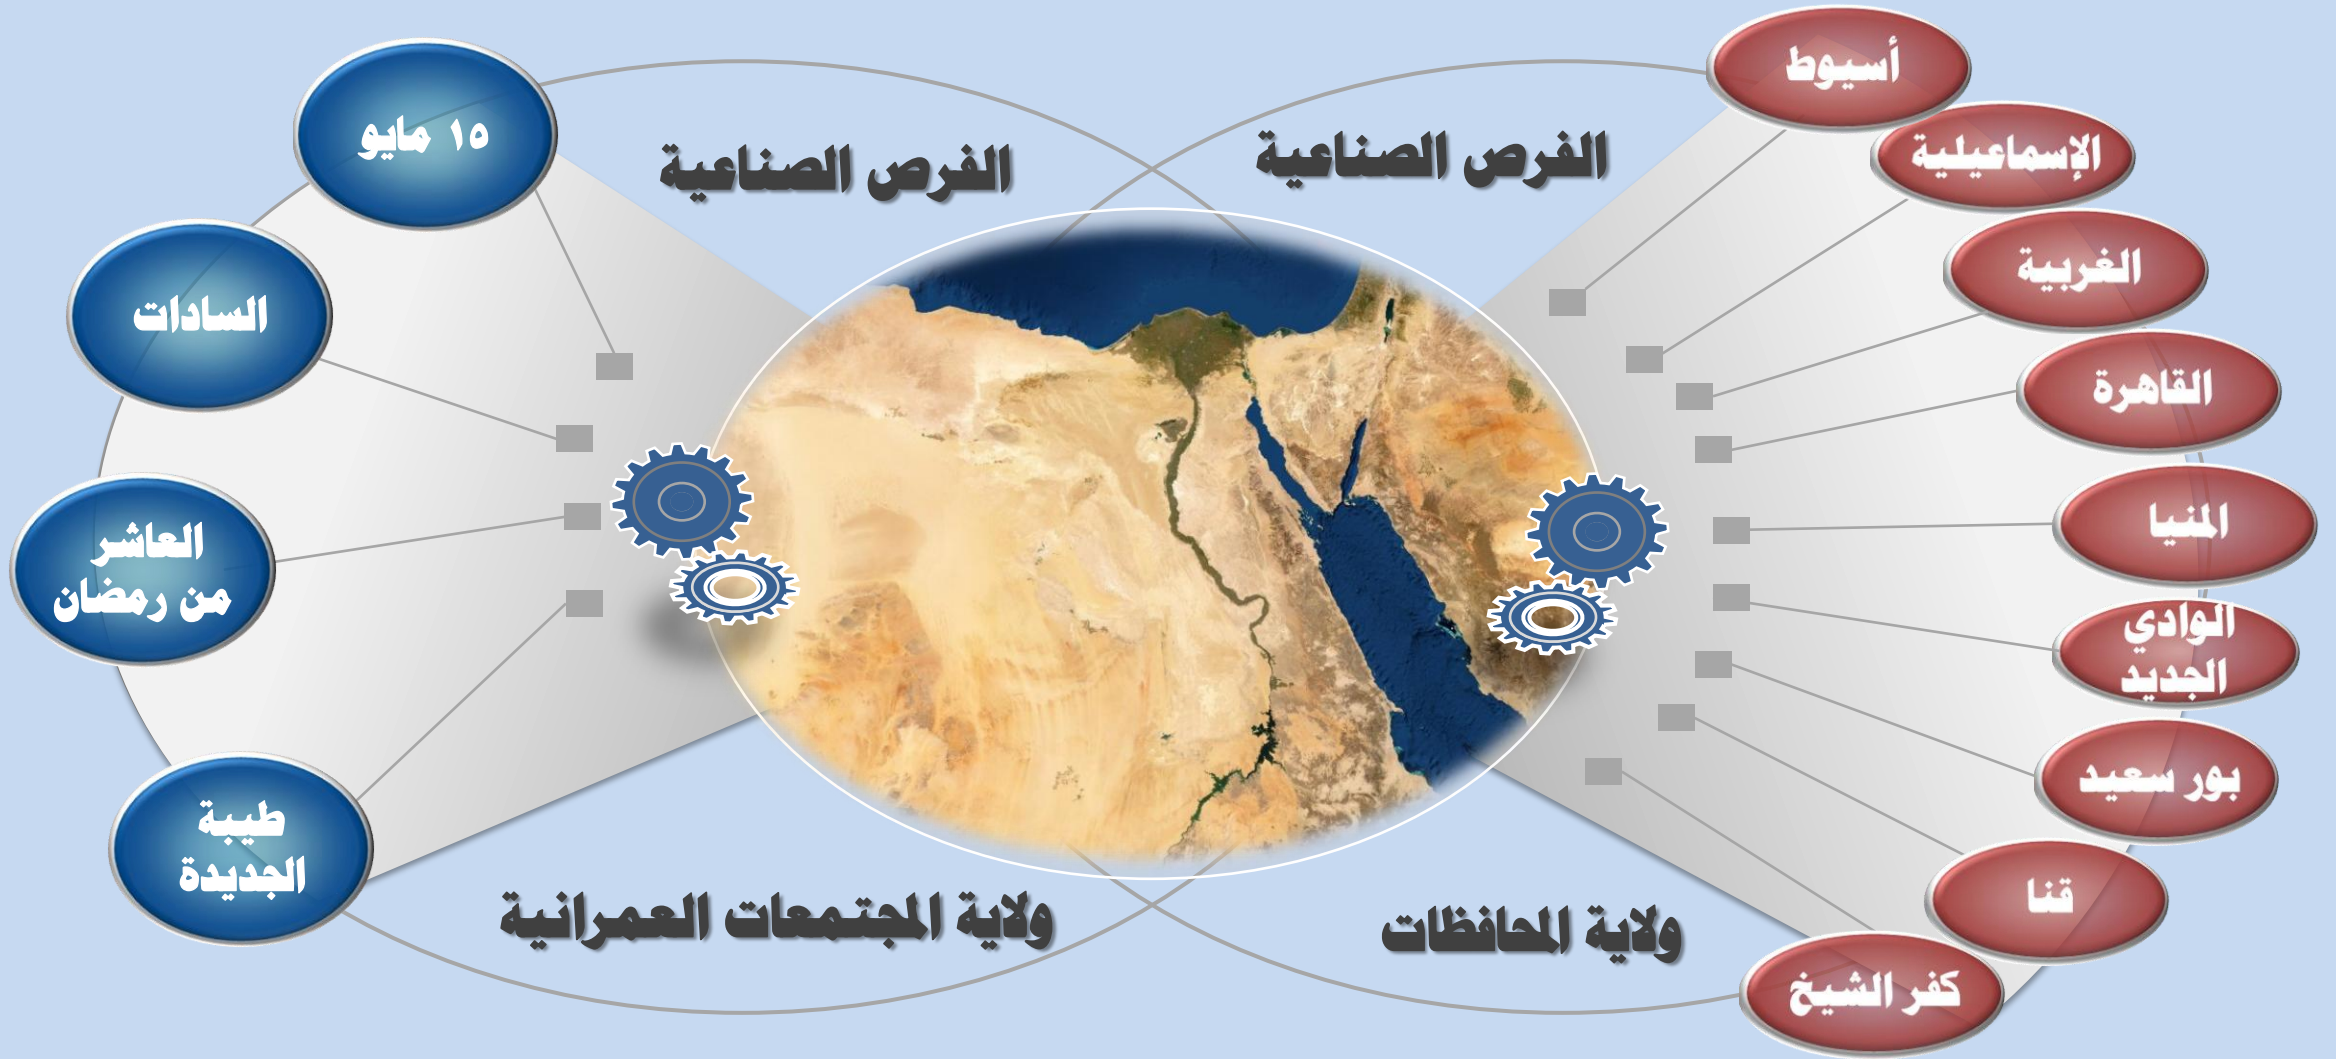 الفرص الصناعية
ولاية المحافظات
أسيوط
الإسماعيلية
الغربية
القاهرة
المنيا
الوادي
الجديد
بور سعيد
قنا
كفر الشيخ
الفرص الصناعية
ولاية المجتمعات العمرانية
١٥ مايو
السادات
العاشر
من رمضان
طيبة
الجديدة